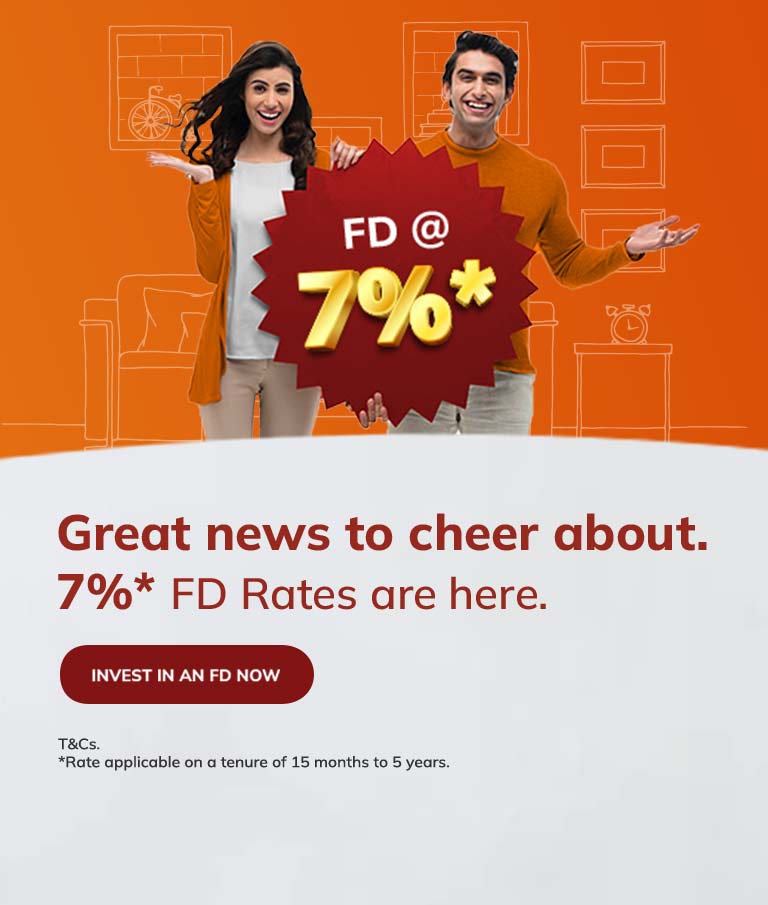 FD @
7%*
Great news to cheer about.
7%* FD Rates are here.
INVEST IN AN FD NOW
T&Cs.
*Rate applicable on a tenure of 15 months to 5 years.